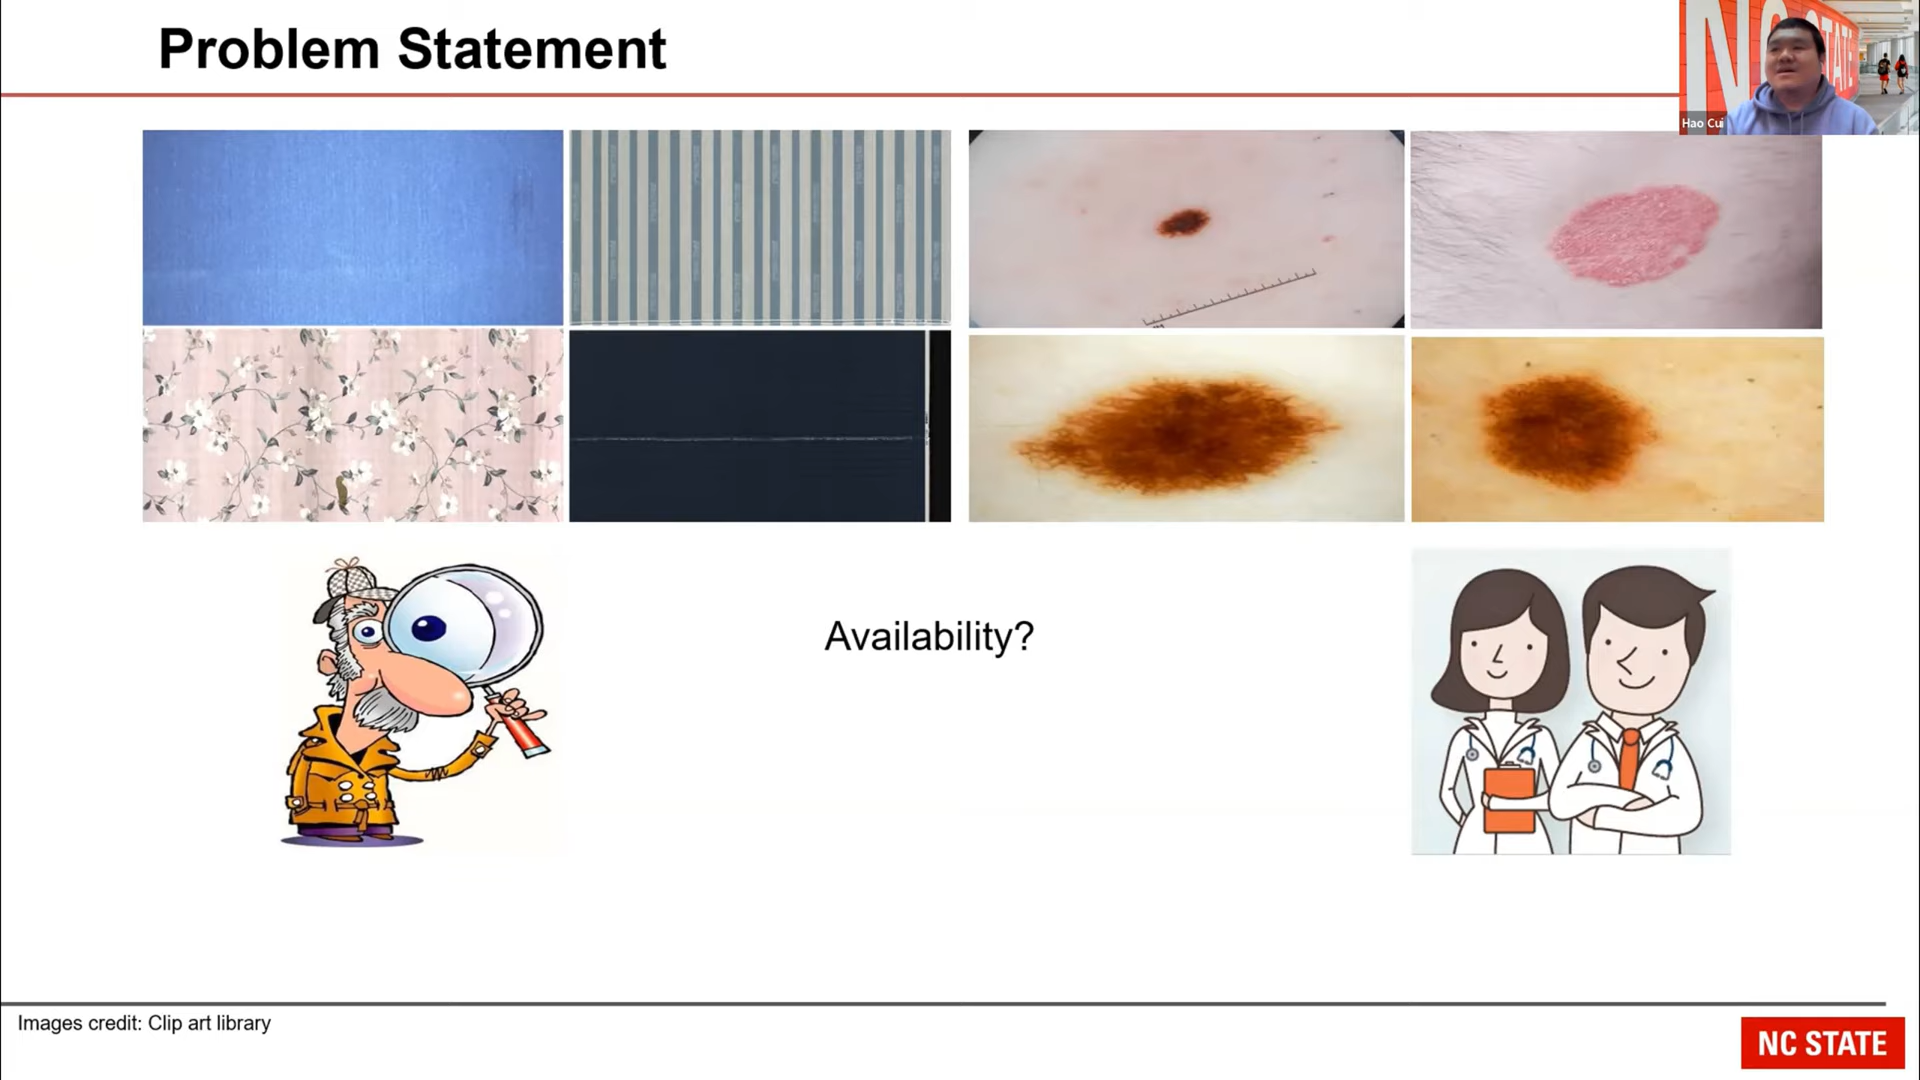 Problem Statement
Hao Cui
Availability?
Images credit: Clip art library
NC STATE